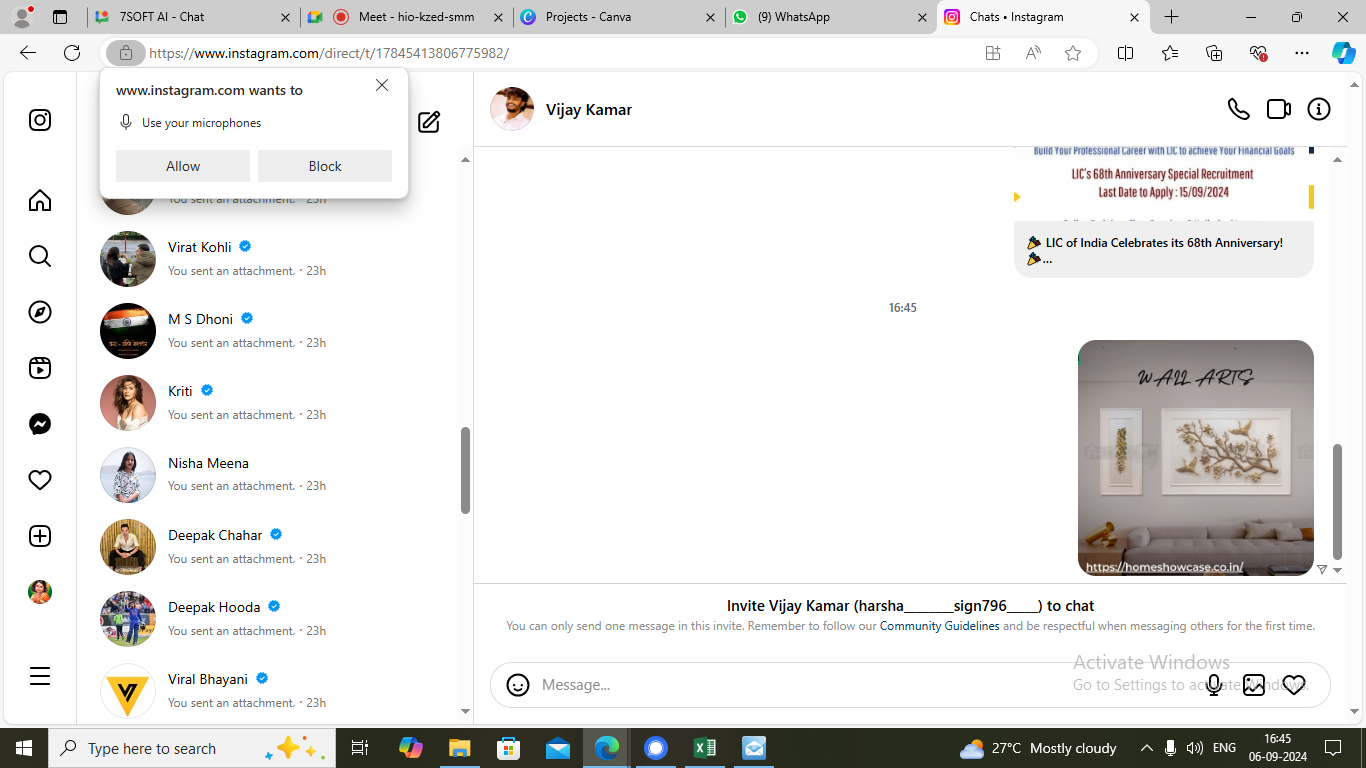 7SOFT AI - Chat
Meet - hio-kzed-smm
Projects - Canva
(9) WhatsApp
Chats • Instagram
https://www.instagram.com/direct/t/17845413806775982/
www.instagram.com wants to
Use your microphones
Allow
Block
You sent an attachment. · 23h
Virat Kohli
You sent an attachment. · 23h
M S Dhoni
You sent an attachment. · 23h
Kriti
You sent an attachment. · 23h
Nisha Meena
You sent an attachment. · 23h
Deepak Chahar
You sent an attachment. · 23h
Deepak Hooda
You sent an attachment. · 23h
Viral Bhayani
You sent an attachment. · 23h
Vijay Kamar
Build Your Professional Career with LIC to achieve Your Financial Goals
LIC's 68th Anniversary Special Recruitment
Last Date to Apply : 15/09/2024
🎉 LIC of India Celebrates its 68th Anniversary!
🎉...
16:45
WALL ARTS
https://homeshowcase.co.in/
Invite Vijay Kamar (harsha________sign796_____) to chat
You can only send one message in this invite. Remember to follow our Community Guidelines and be respectful when messaging others for the first time.
Message...
Activate Windows
Go to Settings to activate Windows.
Type here to search
27°C Mostly cloudy
ENG
16:45
06-09-2024